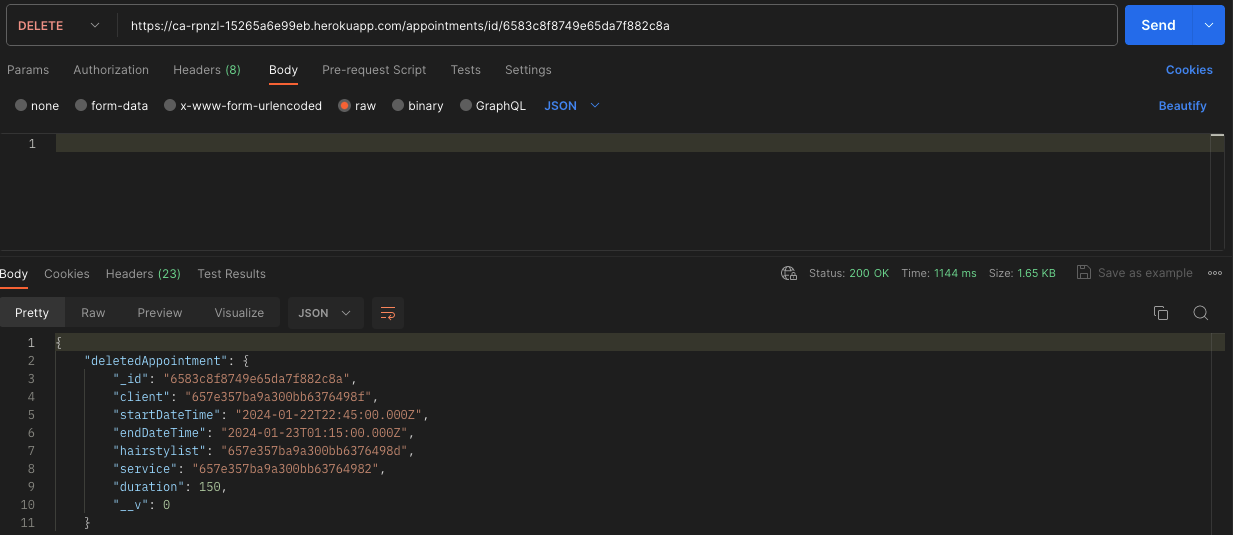 DELETE https://ca-rpnzl-15265a6e99eb.herokuapp.com/appointments/id/6583c8f8749e65da7f882c8a Send
Params Authorization Headers (8) Body Pre-request Script Tests Settings Cookies
none form-data x-www-form-urlencoded raw binary GraphQL JSON Beautify
1
Body Cookies Headers (23) Test Results Status: 200 OK Time: 1144 ms Size: 1.65 KB Save as example
Pretty Raw Preview Visualize JSON
1 {
2 "deletedAppointment": {
3 "_id": "6583c8f8749e65da7f882c8a",
4 "client": "657e357ba9a300bb6376498f",
5 "startDateTime": "2024-01-22T22:45:00.000Z",
6 "endDateTime": "2024-01-23T01:15:00.000Z",
7 "hairstylist": "657e357ba9a300bb6376498d",
8 "service": "657e357ba9a300bb63764982",
9 "duration": 150,
10 "__v": 0
11 }